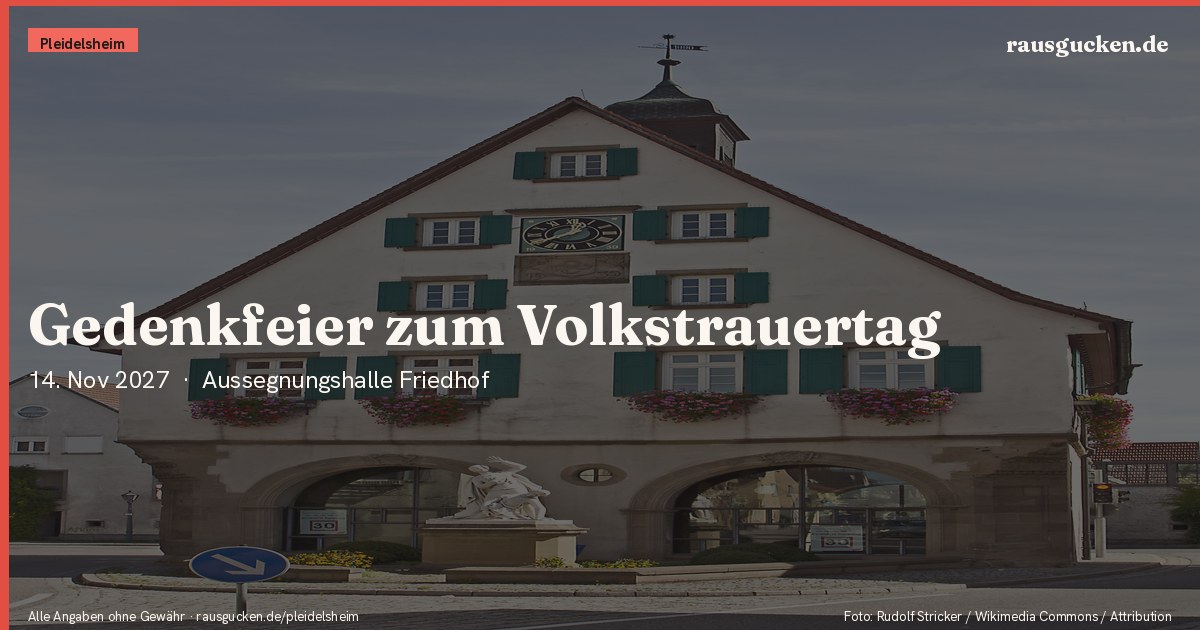 Pleidelsheim
rausgucken.de
Gedenkfeier zum Volkstrauertag
14. Nov 2027 · Aussegnungshalle Friedhof
30
Alle Angaben ohne Gewähr · rausgucken.de/pleidelsheim
Foto: Rudolf Stricker / Wikimedia Commons / Attribution